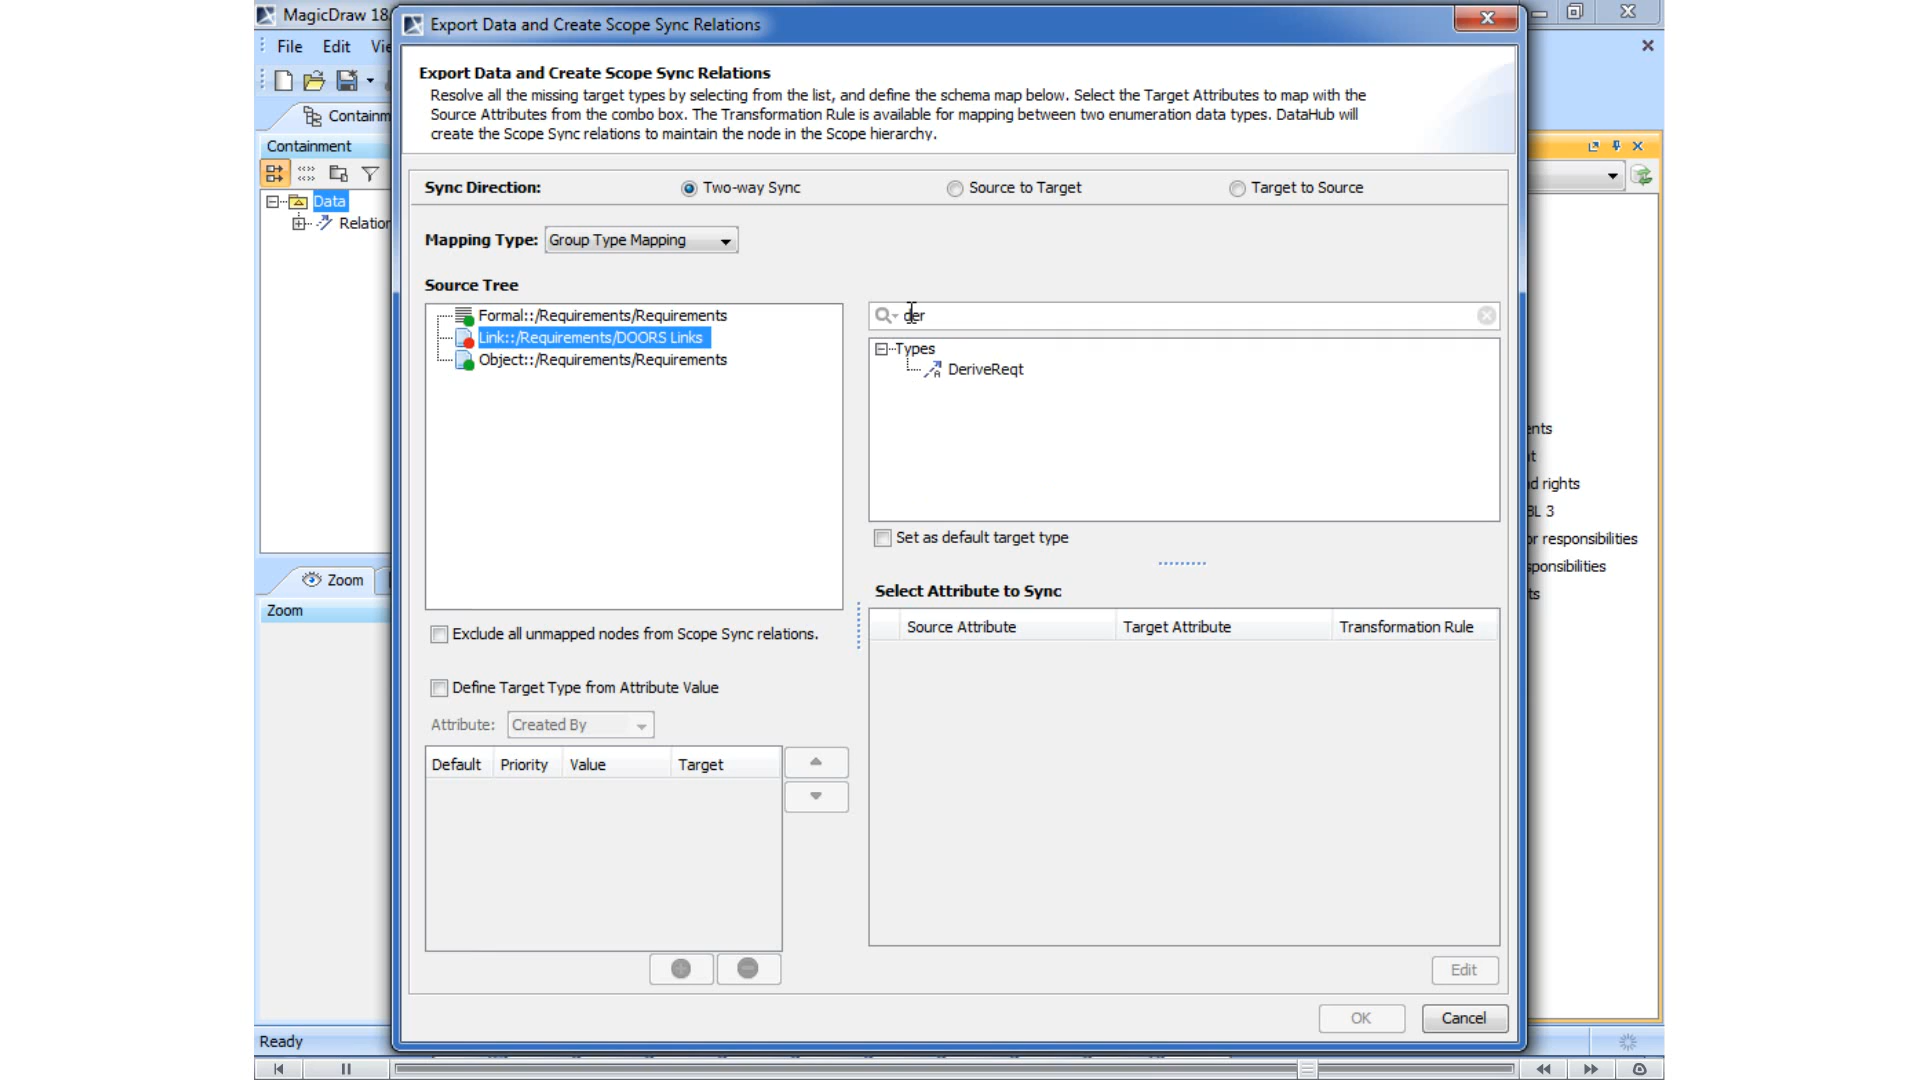 MagicDraw 18
Export Data and Create Scope Sync Relations
File Edit Vie
Containm
Containment
Data
Relation
Zoom
Zoom
Ready
Export Data and Create Scope Sync Relations
Resolve all the missing target types by selecting from the list, and define the schema map below. Select the Target Attributes to map with the
Source Attributes from the combo box. The Transformation Rule is available for mapping between two enumeration data types. DataHub will
create the Scope Sync relations to maintain the node in the Scope hierarchy.
Sync Direction: Two-way Sync Source to Target Target to Source
Mapping Type: Group Type Mapping
Source Tree
Formal::/Requirements/Requirements
Link::/Requirements/DOORS Links
Object::/Requirements/Requirements
Exclude all unmapped nodes from Scope Sync relations.
Define Target Type from Attribute Value
Attribute: Created By
Default Priority Value Target
der
Types
DeriveReqt
Set as default target type
Select Attribute to Sync
Source Attribute Target Attribute Transformation Rule
Edit
OK Cancel
ents
t
d rights
BL 3
or responsibilities
sponsibilities
ts